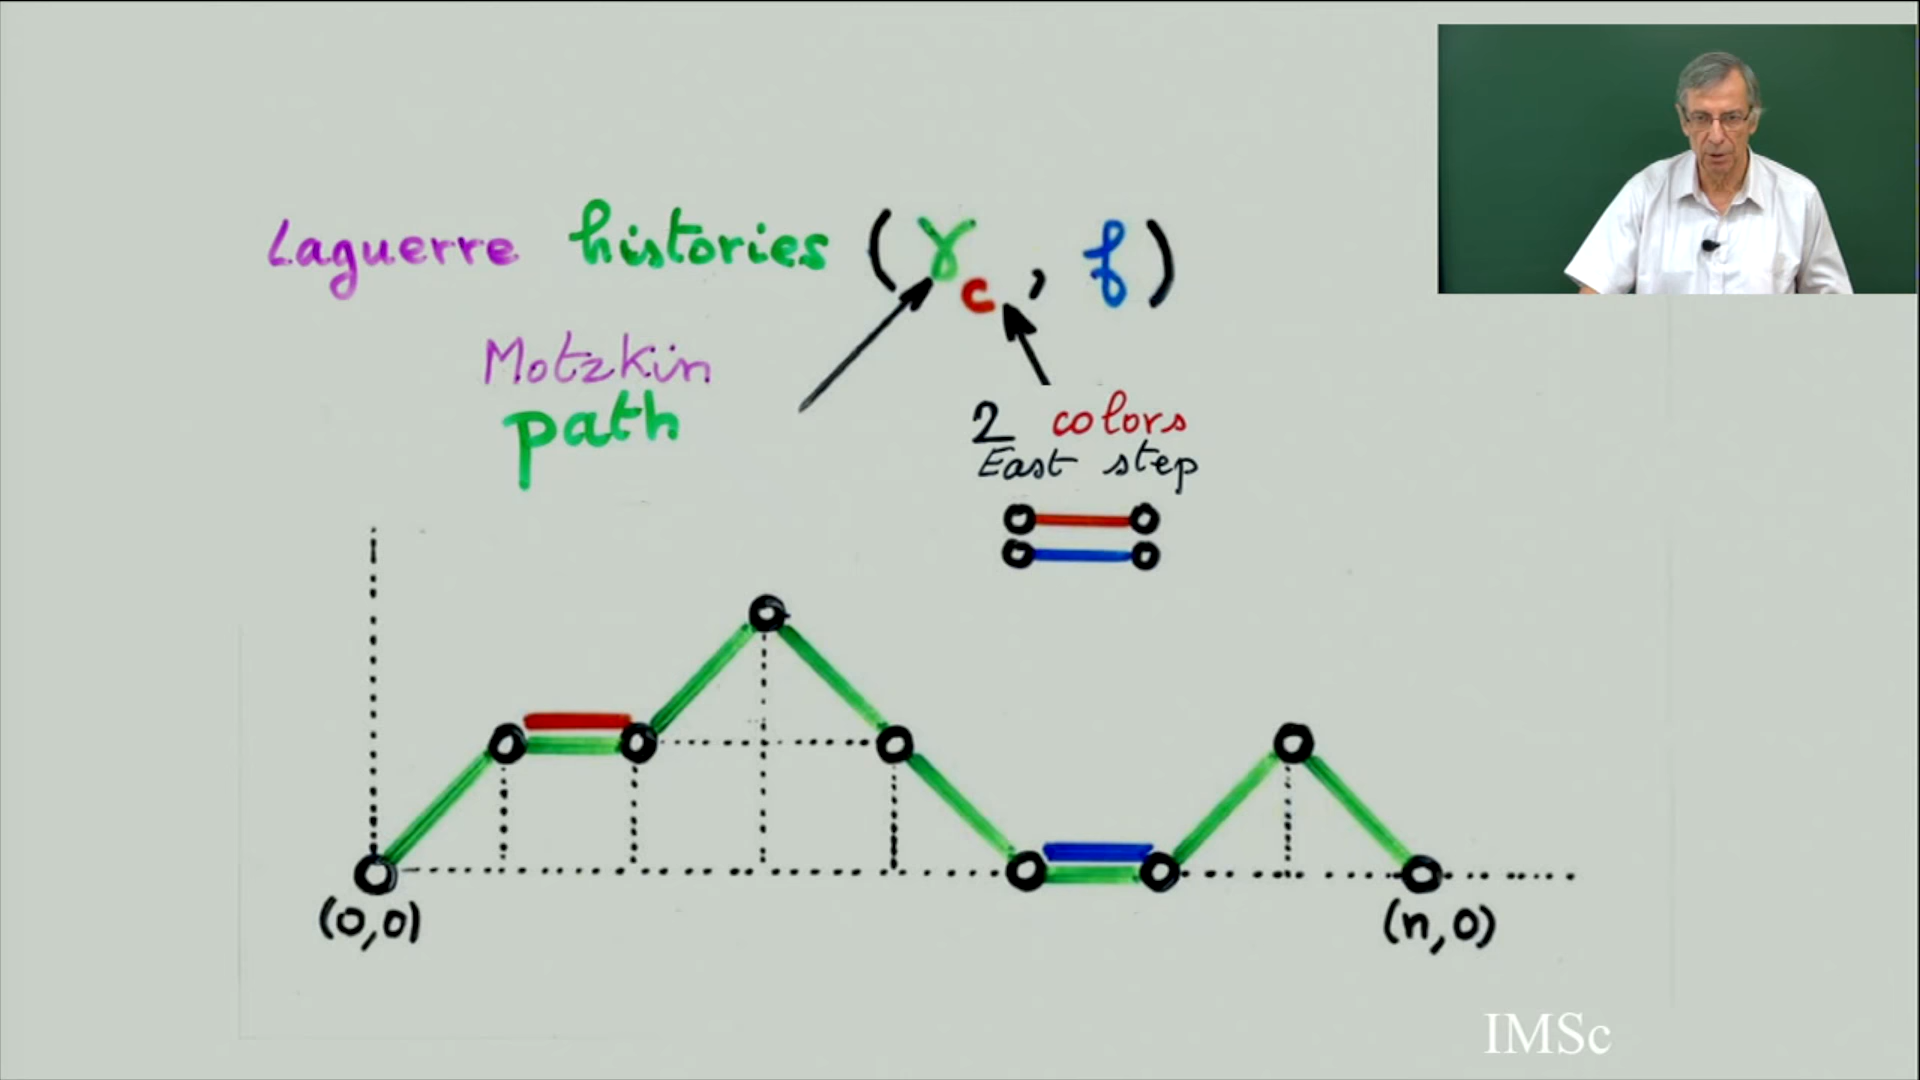 Laguerre histories (γc, f)
Motzkin
path
2 colors
East step
(0,0)
(n,0)
IMSc